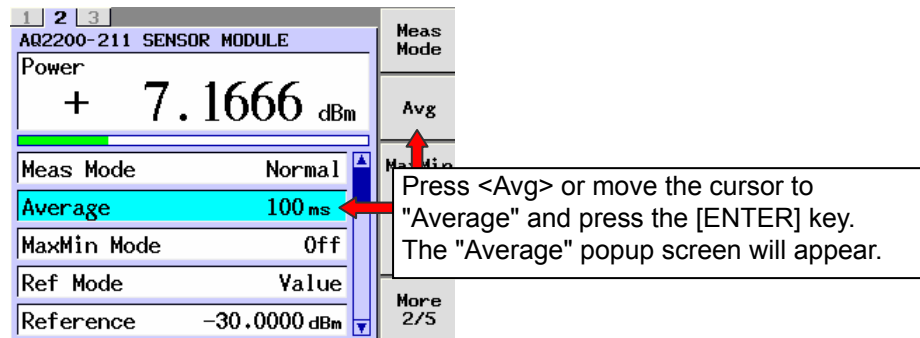 1 2 3
AQ2200-211 SENSOR MODULE
Power
+ 7.1666 dBm
Meas Mode Normal
Average 100 ms
MaxMin Mode Off
Ref Mode Value
Reference -30.0000 dBm
Meas
Mode
Avg
More
2/5
Press <Avg> or move the cursor to
"Average" and press the [ENTER] key.
The "Average" popup screen will appear.